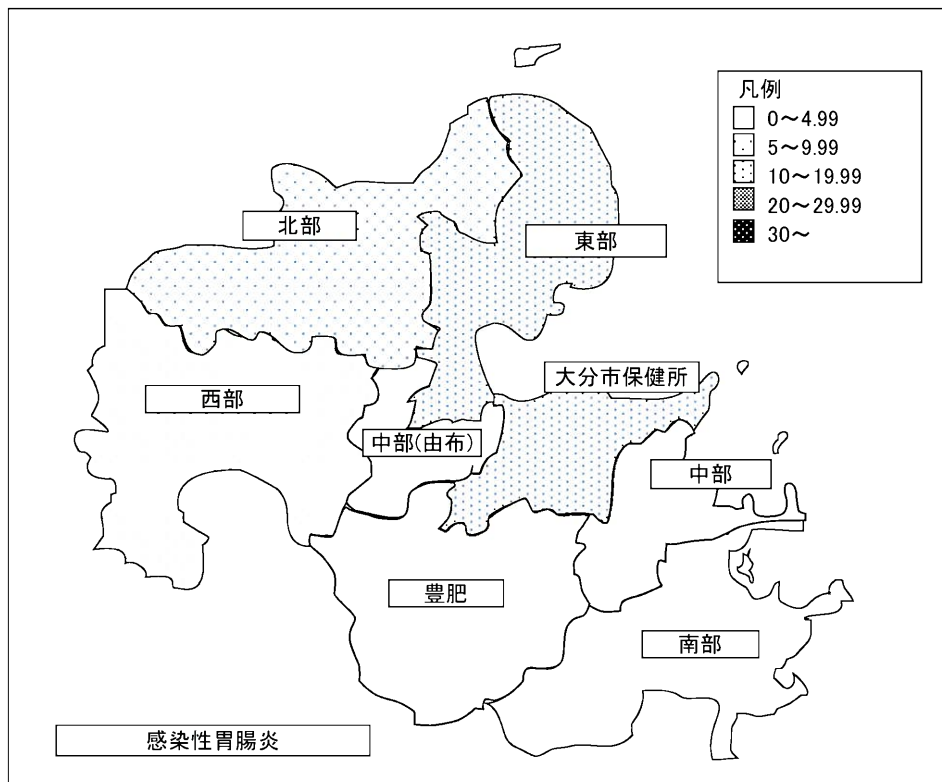 凡例
0～4.99
5～9.99
10～19.99
20～29.99
30～
北部
東部
大分市保健所
西部
中部(由布)
中部
豊肥
南部
感染性胃腸炎